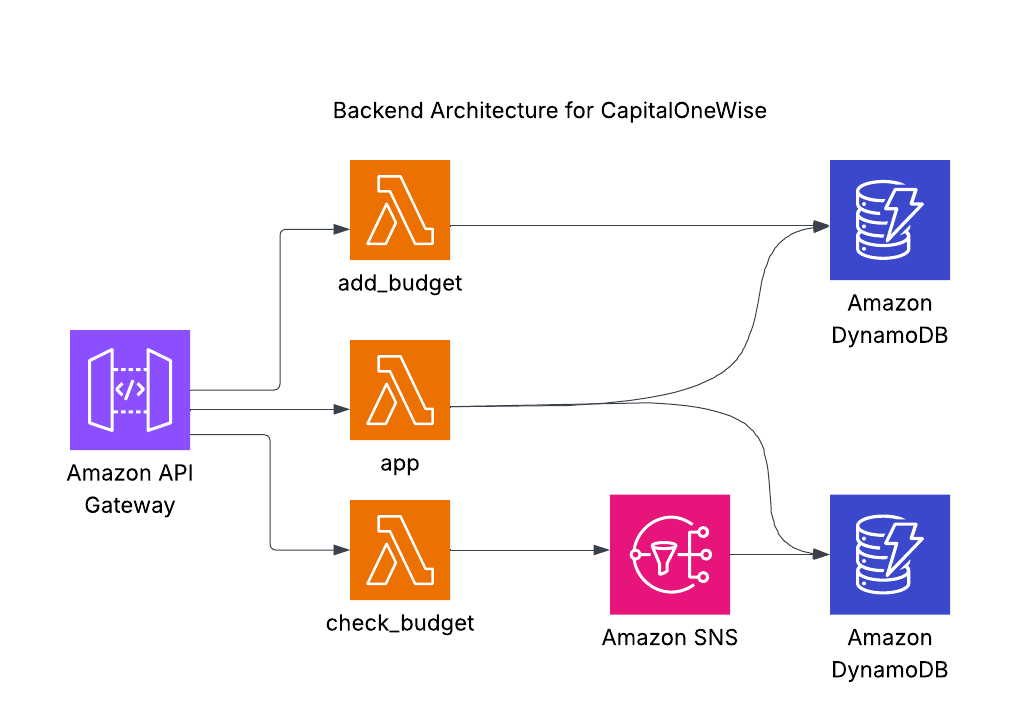 Backend Architecture for CapitalOneWise
add_budget
Amazon
DynamoDB
</>
app
Amazon API
Gateway
check_budget
Amazon SNS
Amazon
DynamoDB